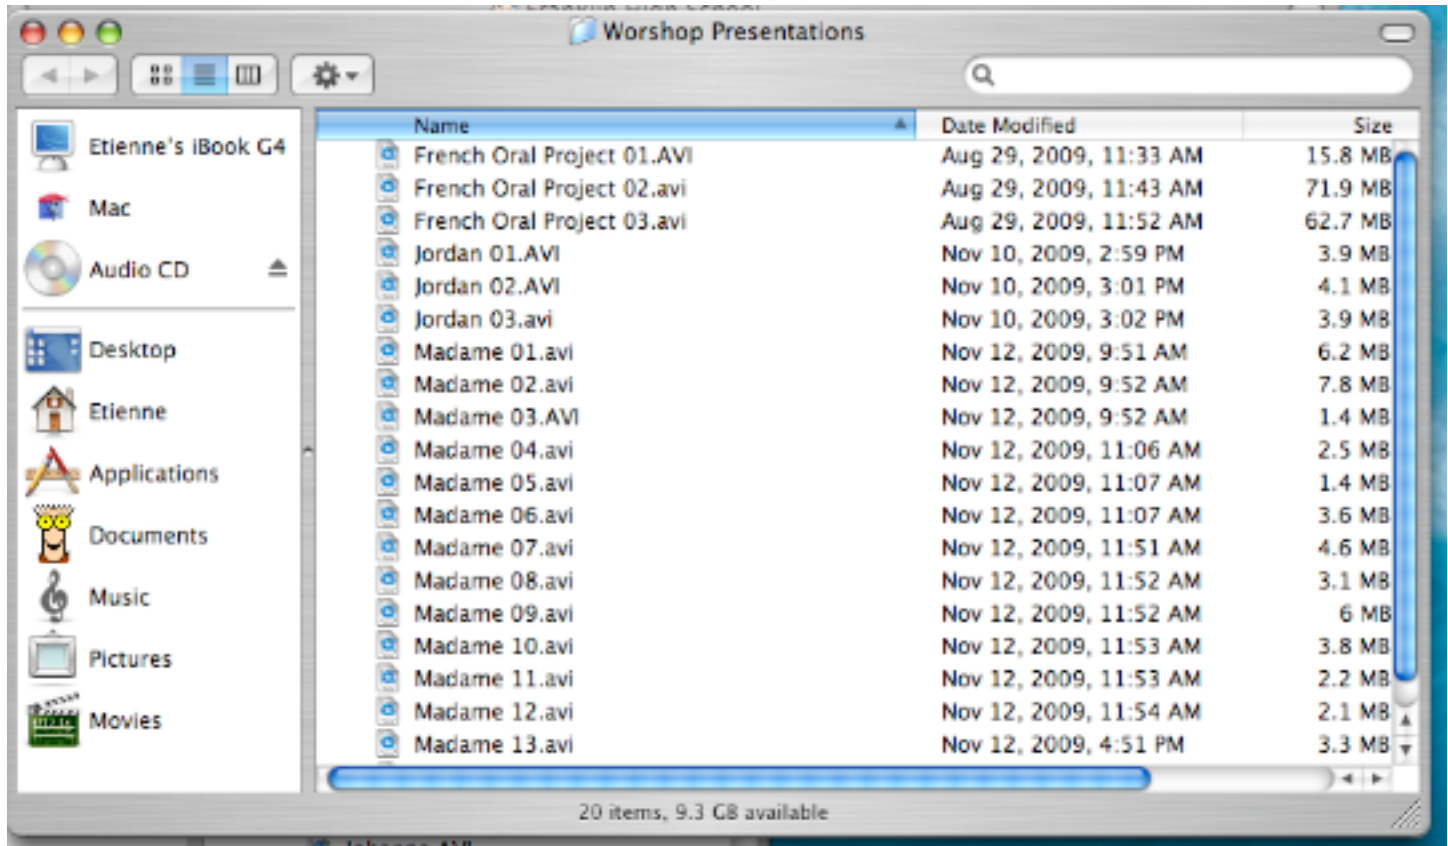 Franklin High School
Worshop Presentations
Name Date Modified Size
Etienne's iBook G4
Mac
Audio CD
Desktop
Etienne
Applications
Documents
Music
Pictures
Movies
French Oral Project 01.AVI Aug 29, 2009, 11:33 AM 15.8 MB
French Oral Project 02.avi Aug 29, 2009, 11:43 AM 71.9 MB
French Oral Project 03.avi Aug 29, 2009, 11:52 AM 62.7 MB
Jordan 01.AVI Nov 10, 2009, 2:59 PM 3.9 MB
Jordan 02.AVI Nov 10, 2009, 3:01 PM 4.1 MB
Jordan 03.avi Nov 10, 2009, 3:02 PM 3.9 MB
Madame 01.avi Nov 12, 2009, 9:51 AM 6.2 MB
Madame 02.avi Nov 12, 2009, 9:52 AM 7.8 MB
Madame 03.AVI Nov 12, 2009, 9:52 AM 1.4 MB
Madame 04.avi Nov 12, 2009, 11:06 AM 2.5 MB
Madame 05.avi Nov 12, 2009, 11:07 AM 1.4 MB
Madame 06.avi Nov 12, 2009, 11:07 AM 3.6 MB
Madame 07.avi Nov 12, 2009, 11:51 AM 4.6 MB
Madame 08.avi Nov 12, 2009, 11:52 AM 3.1 MB
Madame 09.avi Nov 12, 2009, 11:52 AM 6 MB
Madame 10.avi Nov 12, 2009, 11:53 AM 3.8 MB
Madame 11.avi Nov 12, 2009, 11:53 AM 2.2 MB
Madame 12.avi Nov 12, 2009, 11:54 AM 2.1 MB
Madame 13.avi Nov 12, 2009, 4:51 PM 3.3 MB
20 items, 9.3 GB available